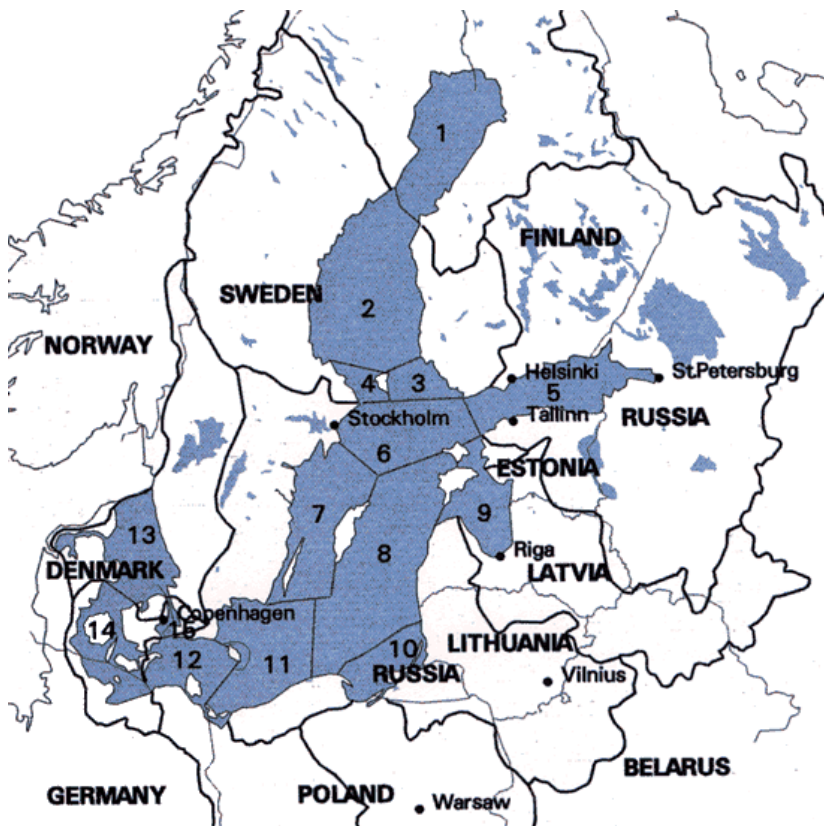 1
FINLAND
SWEDEN
2
NORWAY
4
3
Helsinki
5
St.Petersburg
Stockholm
Tallinn
RUSSIA
6
ESTONIA
7
9
13
8
Riga
DENMARK
LATVIA
Copenhagen
14
15
LITHUANIA
12
11
10
RUSSIA
Vilnius
BELARUS
GERMANY
POLAND
Warsaw